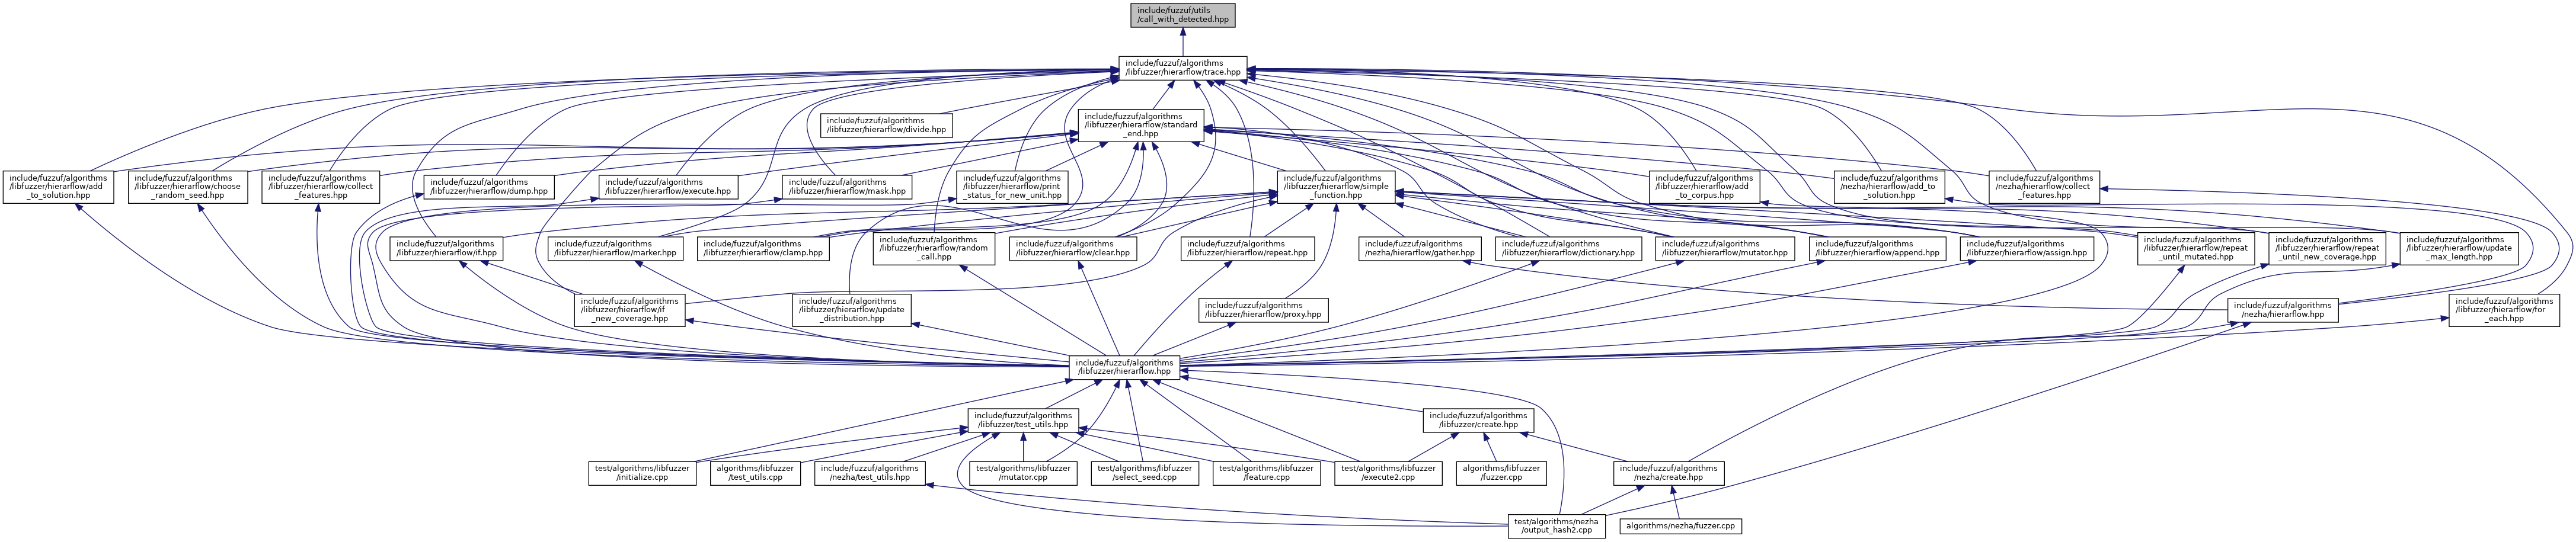 include/fuzzuf/utils
/call_with_detected.hpp
include/fuzzuf/algorithms
/libfuzzer/hierarflow/trace.hpp
include/fuzzuf/algorithms
/libfuzzer/hierarflow/divide.hpp
include/fuzzuf/algorithms
/libfuzzer/hierarflow/standard
_end.hpp
include/fuzzuf/algorithms
/libfuzzer/hierarflow/add
_to_solution.hpp
include/fuzzuf/algorithms
/libfuzzer/hierarflow/choose
_random_seed.hpp
include/fuzzuf/algorithms
/libfuzzer/hierarflow/collect
_features.hpp
include/fuzzuf/algorithms
/libfuzzer/hierarflow/dump.hpp
include/fuzzuf/algorithms
/libfuzzer/hierarflow/execute.hpp
include/fuzzuf/algorithms
/libfuzzer/hierarflow/mask.hpp
include/fuzzuf/algorithms
/libfuzzer/hierarflow/print
_status_for_new_unit.hpp
include/fuzzuf/algorithms
/libfuzzer/hierarflow/simple
_function.hpp
include/fuzzuf/algorithms
/libfuzzer/hierarflow/add
_to_corpus.hpp
include/fuzzuf/algorithms
/nezha/hierarflow/add_to
_solution.hpp
include/fuzzuf/algorithms
/nezha/hierarflow/collect
_features.hpp
include/fuzzuf/algorithms
/libfuzzer/hierarflow/if.hpp
include/fuzzuf/algorithms
/libfuzzer/hierarflow/marker.hpp
include/fuzzuf/algorithms
/libfuzzer/hierarflow/clamp.hpp
include/fuzzuf/algorithms
/libfuzzer/hierarflow/random
_call.hpp
include/fuzzuf/algorithms
/libfuzzer/hierarflow/clear.hpp
include/fuzzuf/algorithms
/libfuzzer/hierarflow/repeat.hpp
include/fuzzuf/algorithms
/nezha/hierarflow/gather.hpp
include/fuzzuf/algorithms
/libfuzzer/hierarflow/dictionary.hpp
include/fuzzuf/algorithms
/libfuzzer/hierarflow/mutator.hpp
include/fuzzuf/algorithms
/libfuzzer/hierarflow/append.hpp
include/fuzzuf/algorithms
/libfuzzer/hierarflow/assign.hpp
include/fuzzuf/algorithms
/libfuzzer/hierarflow/repeat
_until_mutated.hpp
include/fuzzuf/algorithms
/libfuzzer/hierarflow/repeat
_until_new_coverage.hpp
include/fuzzuf/algorithms
/libfuzzer/hierarflow/update
_max_length.hpp
include/fuzzuf/algorithms
/libfuzzer/hierarflow/if
_new_coverage.hpp
include/fuzzuf/algorithms
/libfuzzer/hierarflow/update
_distribution.hpp
include/fuzzuf/algorithms
/libfuzzer/hierarflow/proxy.hpp
include/fuzzuf/algorithms
/nezha/hierarflow.hpp
include/fuzzuf/algorithms
/libfuzzer/hierarflow/for
_each.hpp
include/fuzzuf/algorithms
/libfuzzer/hierarflow.hpp
include/fuzzuf/algorithms
/libfuzzer/test_utils.hpp
include/fuzzuf/algorithms
/libfuzzer/create.hpp
test/algorithms/libfuzzer
/initialize.cpp
algorithms/libfuzzer
/test_utils.cpp
include/fuzzuf/algorithms
/nezha/test_utils.hpp
test/algorithms/libfuzzer
/mutator.cpp
test/algorithms/libfuzzer
/select_seed.cpp
test/algorithms/libfuzzer
/feature.cpp
test/algorithms/libfuzzer
/execute2.cpp
algorithms/libfuzzer
/fuzzer.cpp
include/fuzzuf/algorithms
/nezha/create.hpp
test/algorithms/nezha
/output_hash2.cpp
algorithms/nezha/fuzzer.cpp